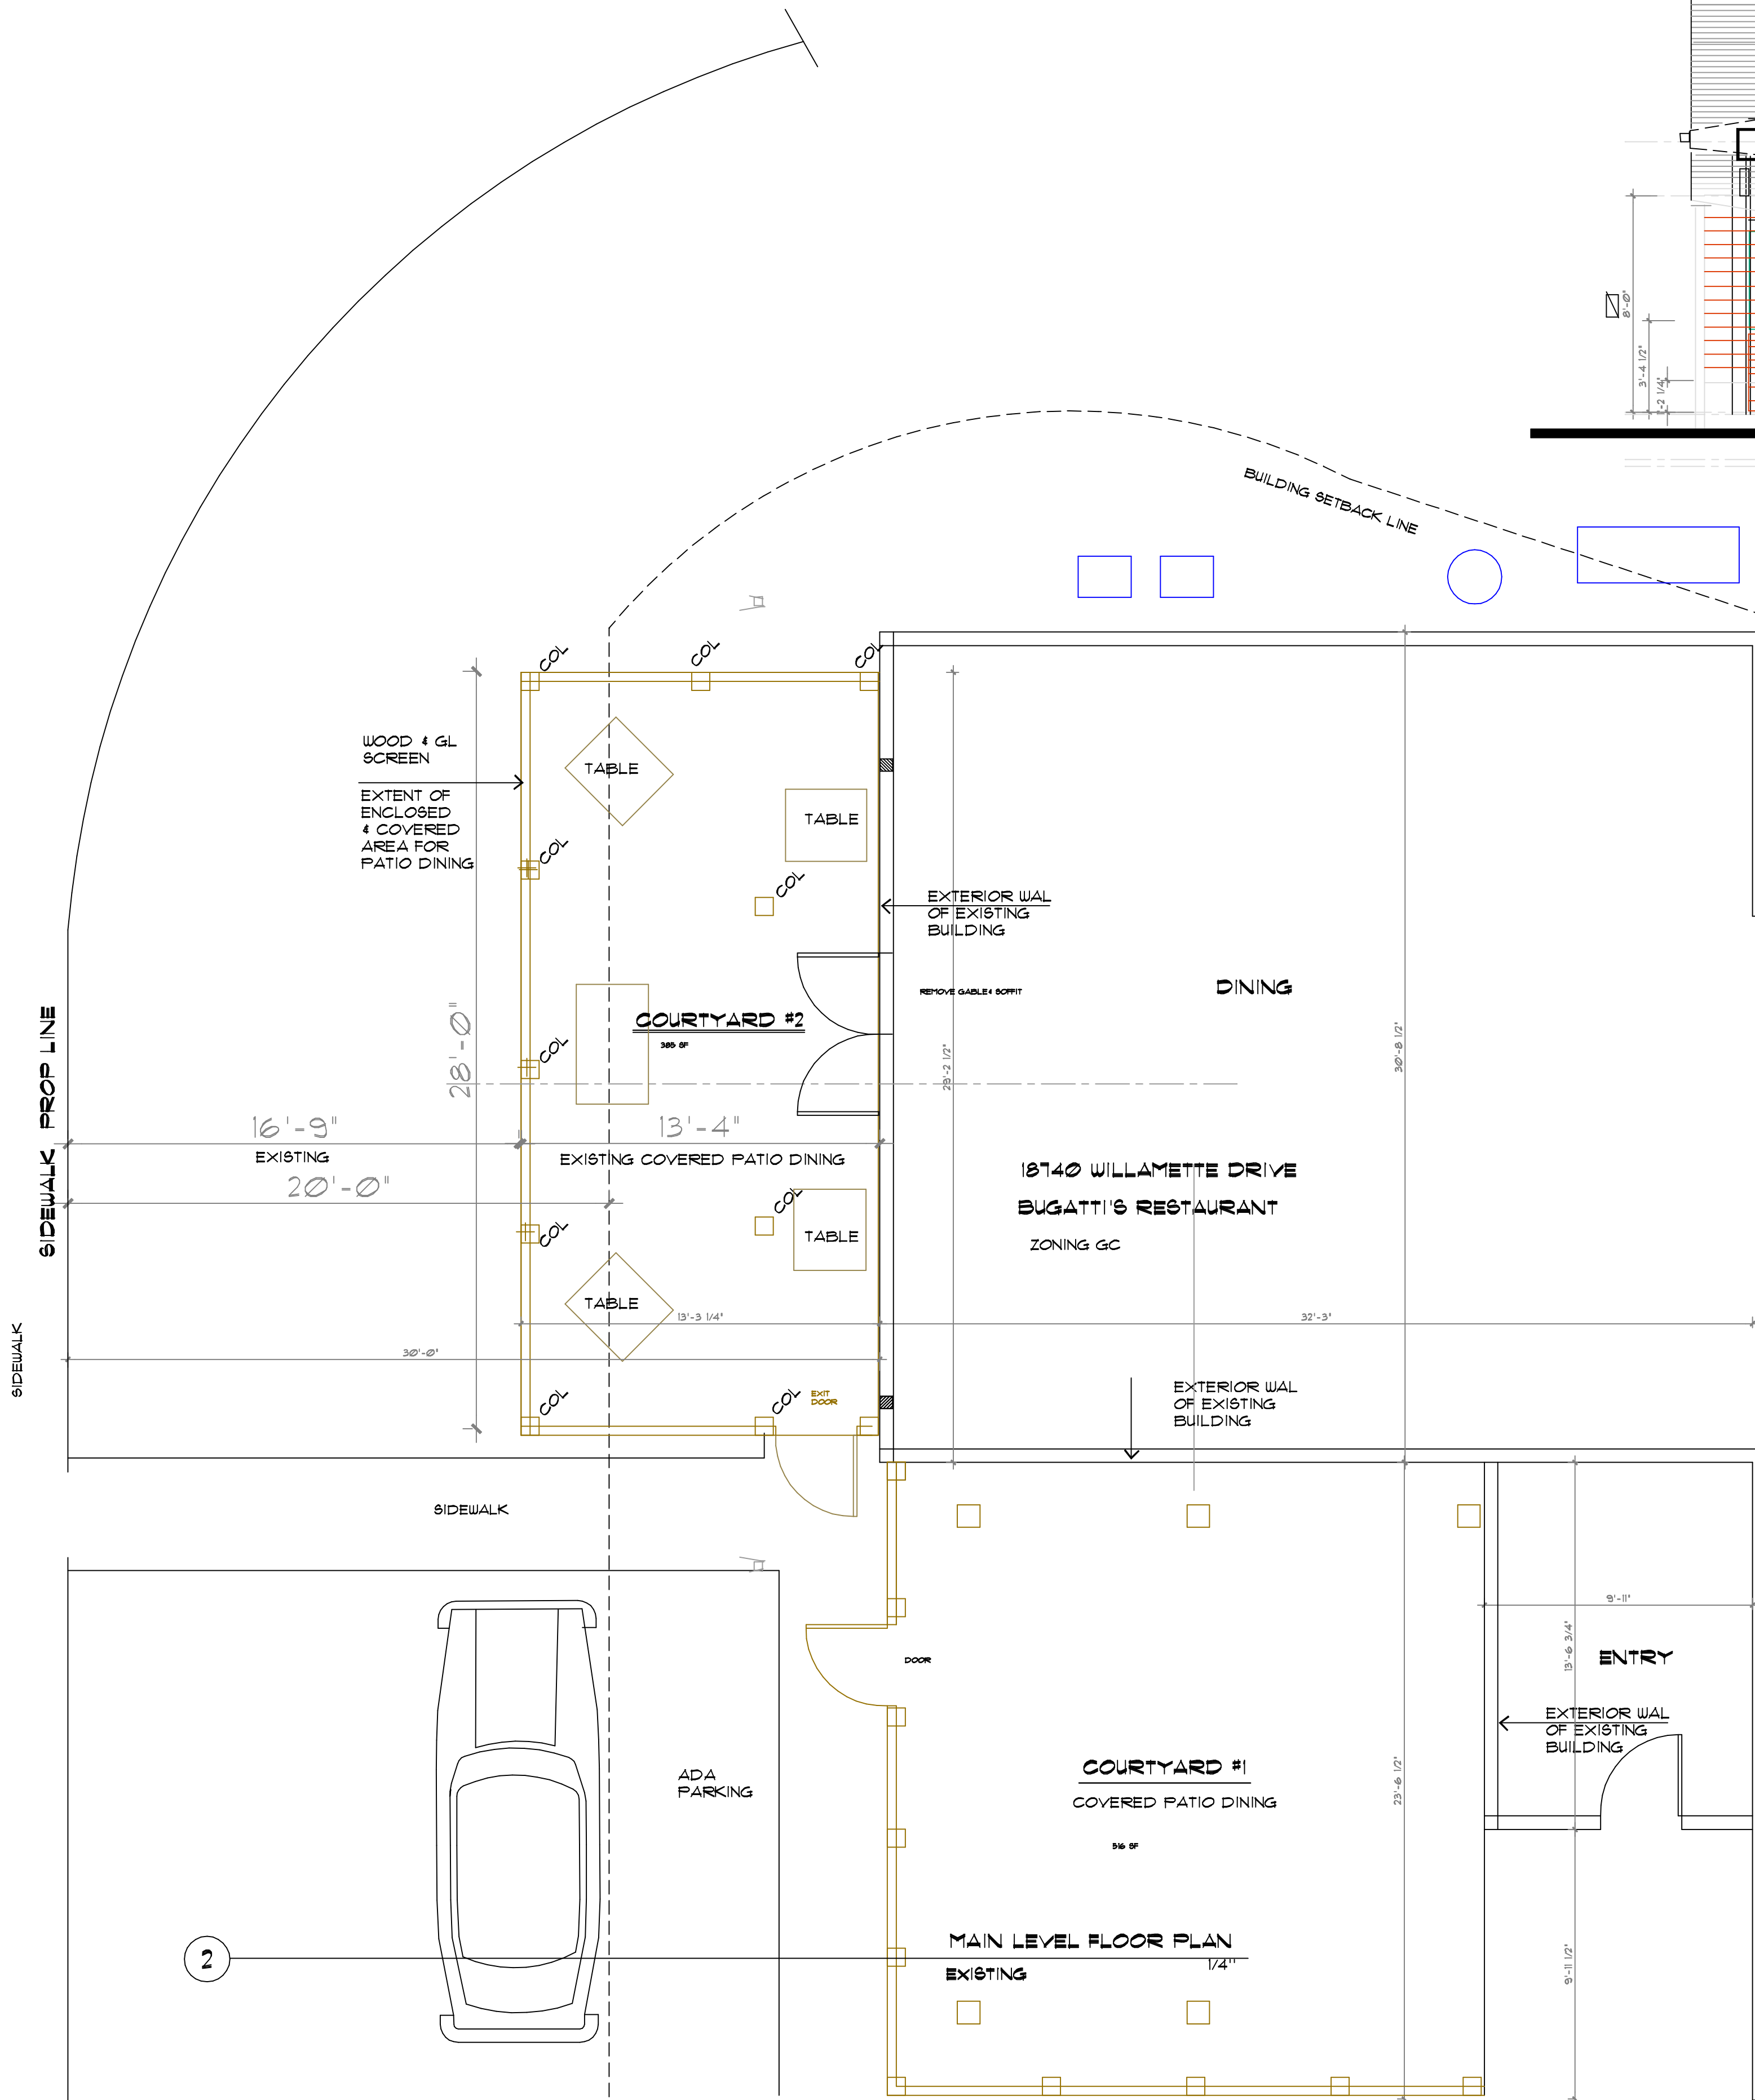 8'-0"
3'-4 1/2"
BUILDING SETBACK LINE
COL
COL
COL
WOOD & GL
SCREEN
EXTENT OF
ENCLOSED
& COVERED
AREA FOR
PATIO DINING
TABLE
TABLE
COL
COL
EXTERIOR WAL
OF EXISTING
BUILDING
REMOVE GABLE & SOFFIT
DINING
COURTYARD #2
385 SF
COL
28'-0"
30'-8 1/2"
SIDEWALK PROP LINE
16'-9"
EXISTING
13'-4"
EXISTING COVERED PATIO DINING
20'-0"
18740 WILLAMETTE DRIVE
BUGATTI'S RESTAURANT
ZONING GC
COL
COL
TABLE
TABLE
13'-3 1/4"
32'-3"
30'-0"
SIDEWALK
COL
COL
EXIT
DOOR
EXTERIOR WAL
OF EXISTING
BUILDING
SIDEWALK
9'-11"
13'-6 3/4"
ENTRY
DOOR
EXTERIOR WAL
OF EXISTING
BUILDING
ADA
PARKING
COURTYARD #1
COVERED PATIO DINING
23'-6 1/2"
516 SF
2
MAIN LEVEL FLOOR PLAN
1/4"
EXISTING
9'-11 1/2"